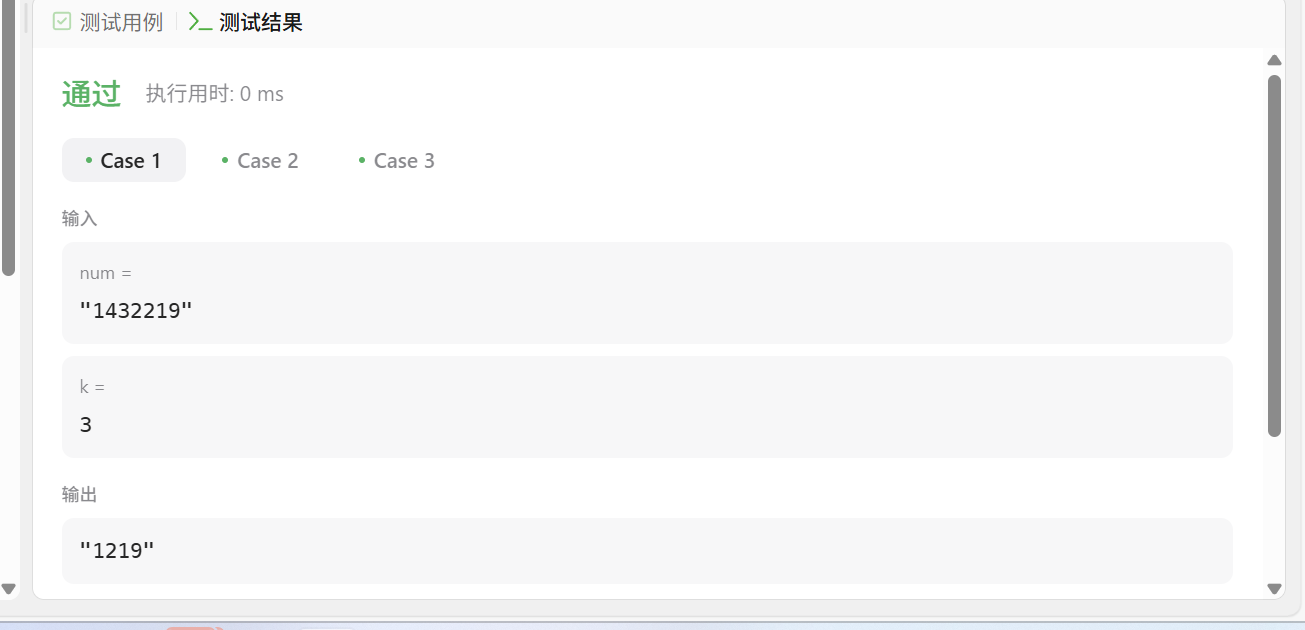 测试用例 >_ 测试结果
通过 执行用时: 0 ms
• Case 1 • Case 2 • Case 3
输入
num =
"1432219"
k =
3
输出
"1219"